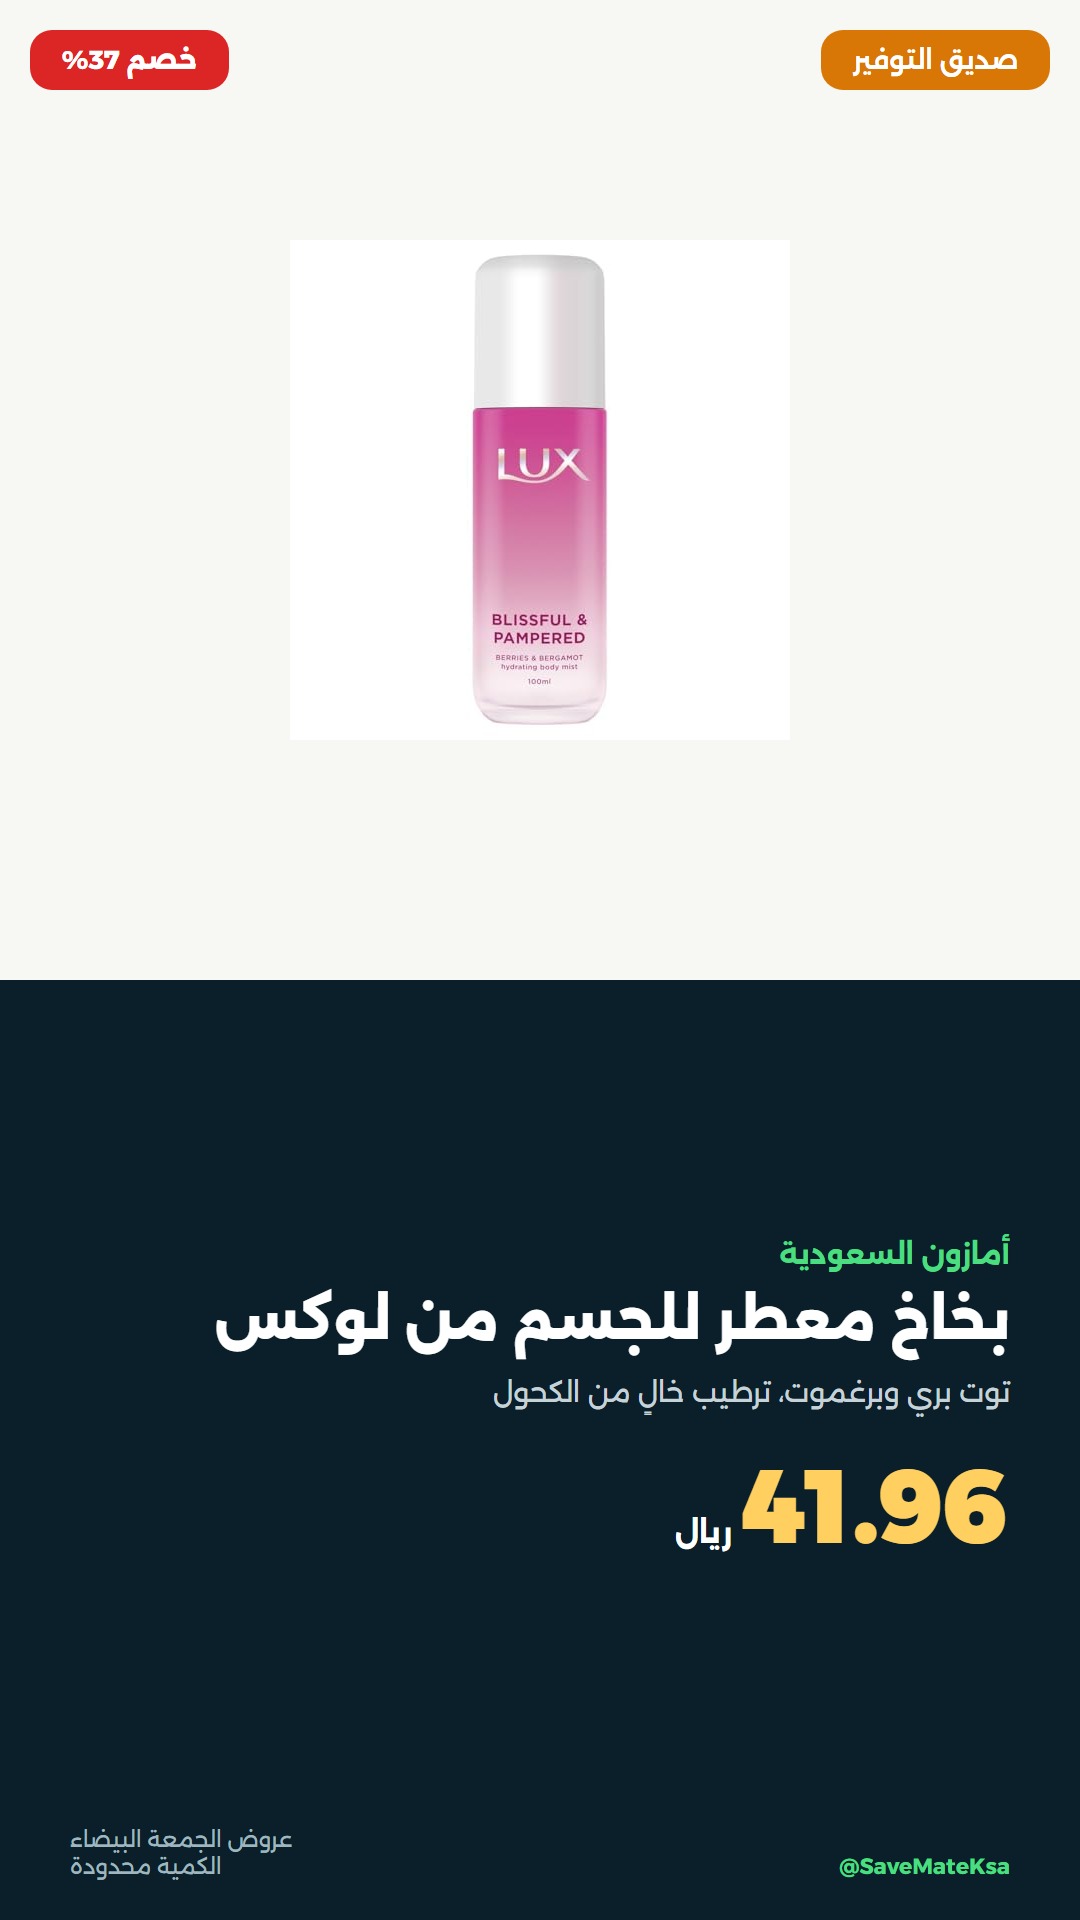 صديق التوفير
خصم 37%
LUX
BLISSFUL &
PAMPERED
BERRIES & BERGAMOT
hydrating body mist
100ml
أمازون السعودية
بخاخ معطر للجسم من لوكس
توت بري وبرغموت، ترطيب خالٍ من الكحول
41.96 ريال
عروض الجمعة البيضاء
الكمية محدودة
@SaveMateKsa